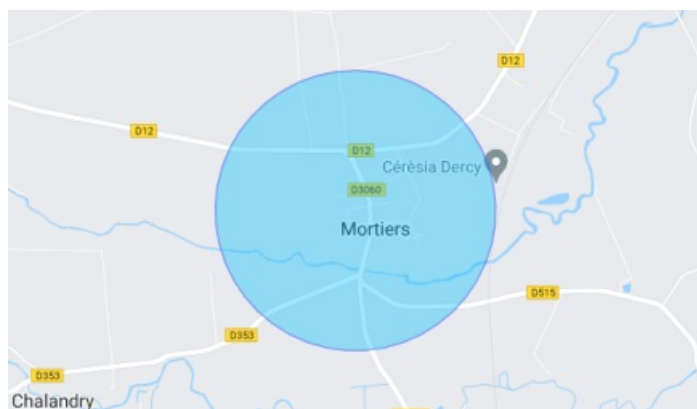 D12
D12
D12
Cérèsia Dercy
D3060
Mortiers
D515
D353
D353
Chalandry